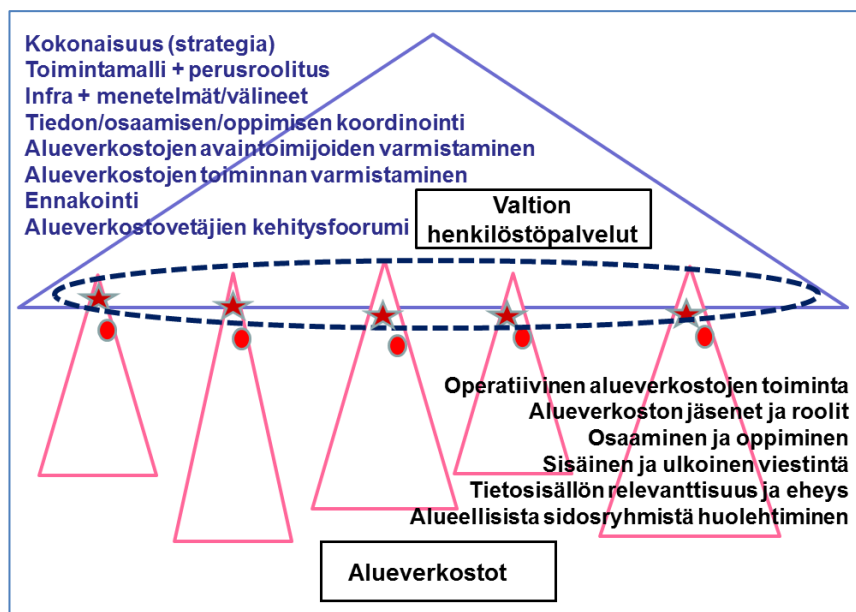 Kokonaisuus (strategia)
Toimintamalli + perusroolitus
Infra + menetelmät/välineet
Tiedon/osaamisen/oppimisen koordinointi
Alueverkostojen avaintoimijoiden varmistaminen
Alueverkostojen toiminnan varmistaminen
Ennakointi
Alueverkostovetäjien kehitysfoorumi
Valtion
henkilöstöpalvelut
Operatiivinen alueverkostojen toiminta
Alueverkoston jäsenet ja roolit
Osaaminen ja oppiminen
Sisäinen ja ulkoinen viestintä
Tietosisällön relevanttisuus ja eheys
Alueellisista sidosryhmistä huolehtiminen
Alueverkostot